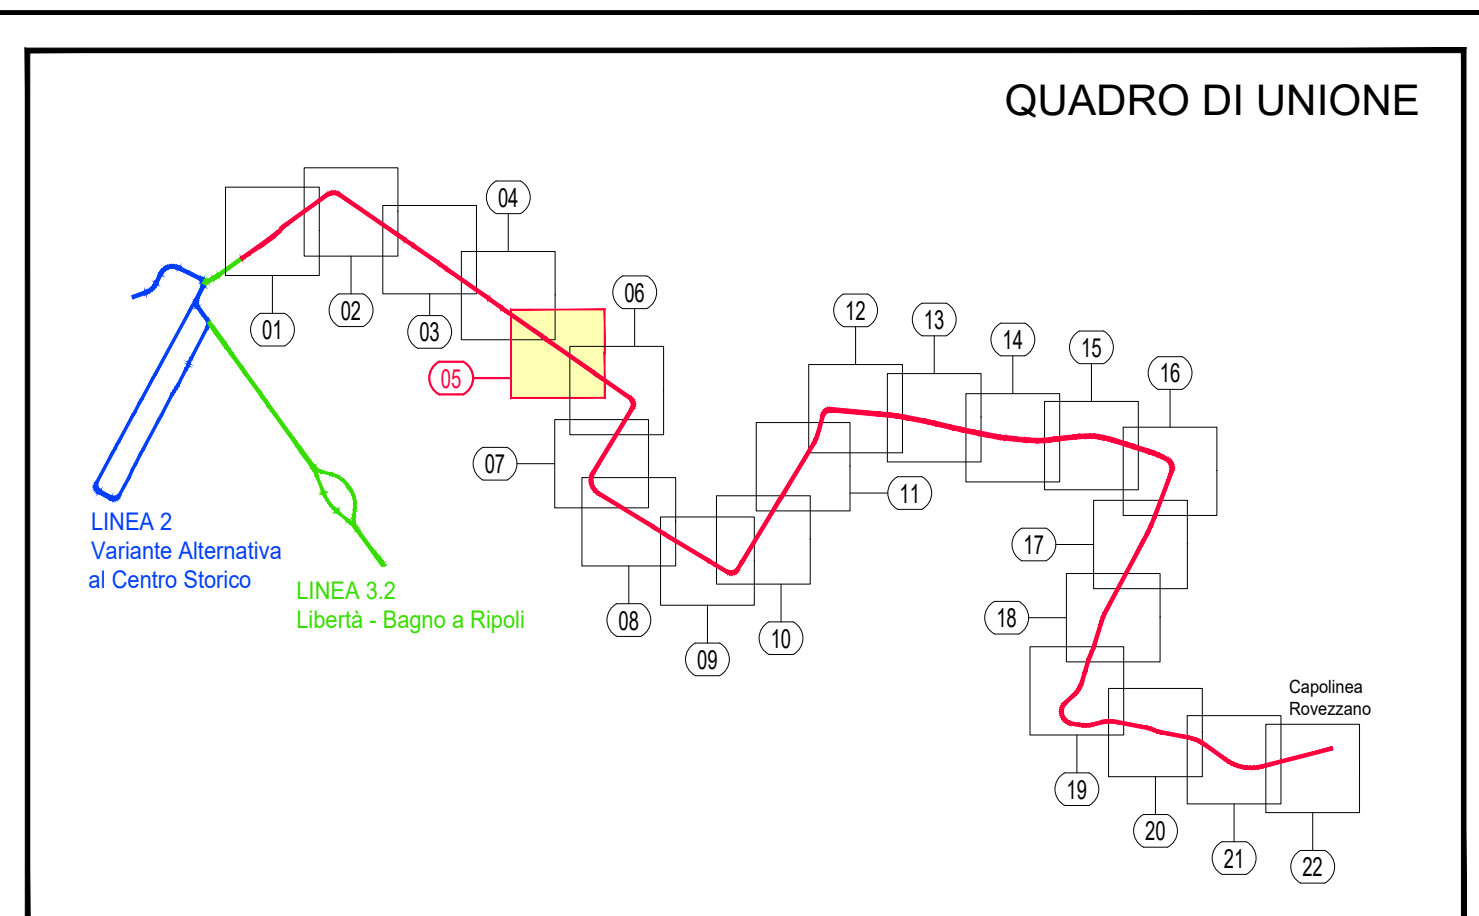 QUADRO DI UNIONE
04
06
12
13
14
15
16
01
02
03
05
07
11
17
18
08
09
10
19
20
21
22
LINEA 2
Variante Alternativa
al Centro Storico
LINEA 3.2
Libertà - Bagno a Ripoli
Capolinea
Rovezzano